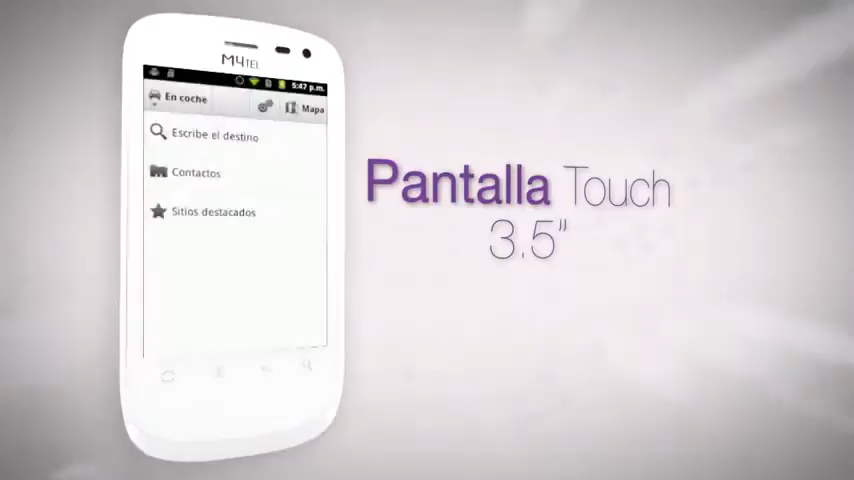 M4TEL
5:47 p.m.
En coche
Mapa
Escribe el destino
Contactos
Sitios destacados
Pantalla Touch
3.5”